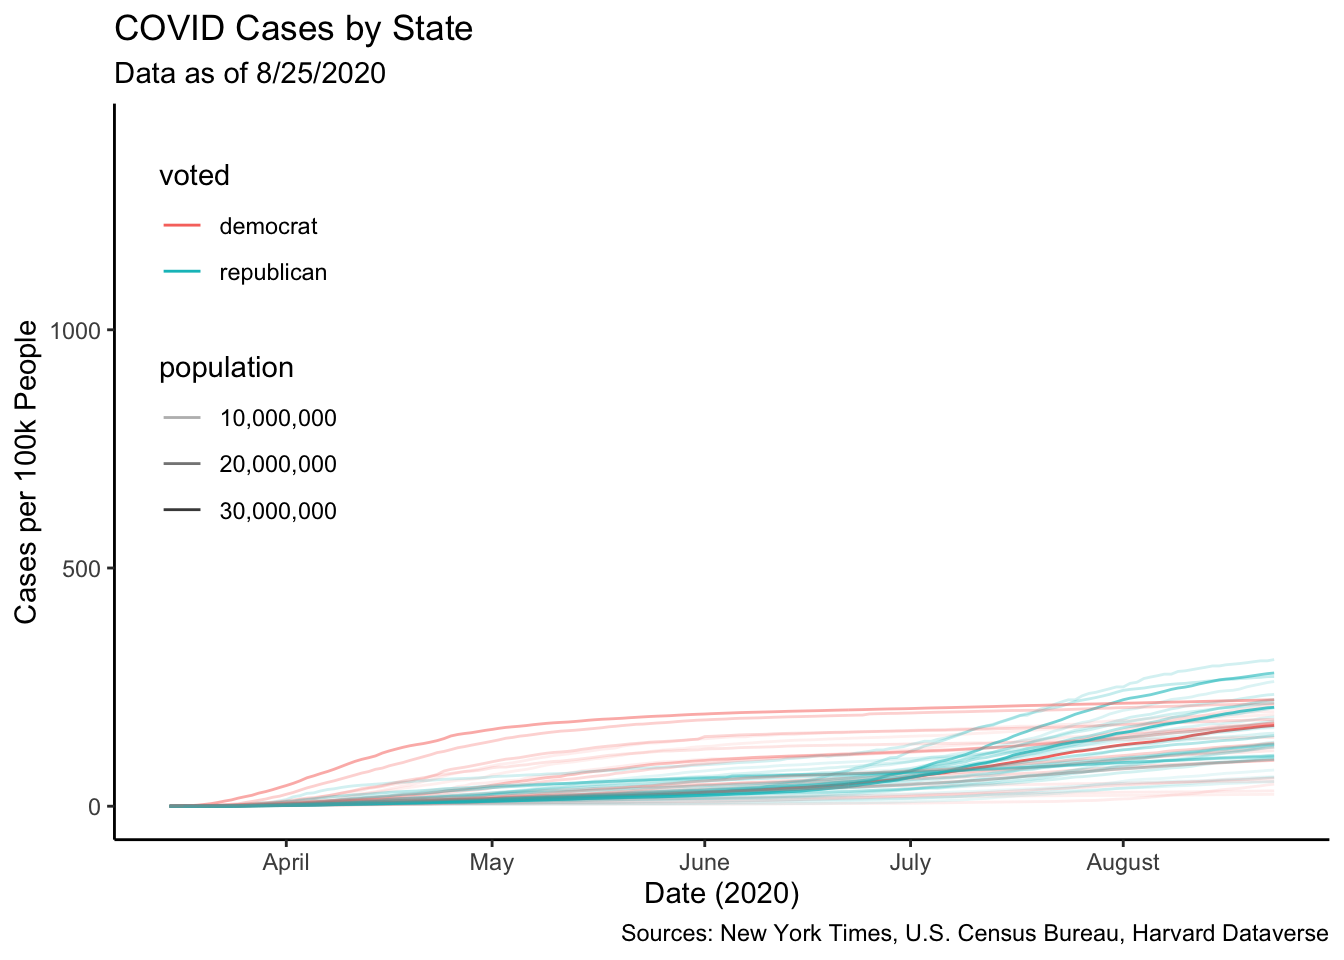 COVID Cases by State
Data as of 8/25/2020
voted
democrat
republican
population
10,000,000
20,000,000
30,000,000
Cases per 100k People
1000
500
0
April
May
June
July
August
Date (2020)
Sources: New York Times, U.S. Census Bureau, Harvard Dataverse